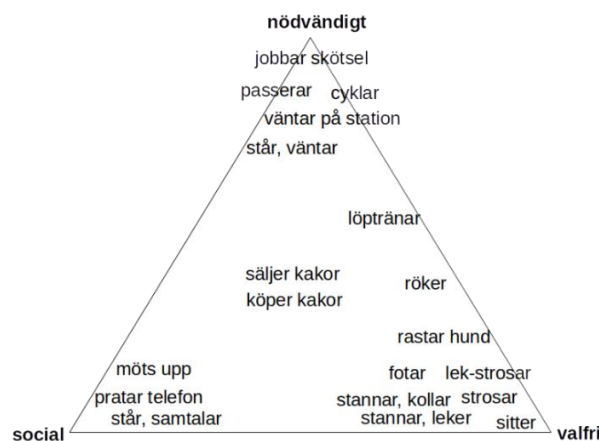 nödvändigt
jobbar skötsel
passerar
cyklar
väntar på station
står, väntar
löptränar
säljer kakor
röker
köper kakor
rastar hund
möts upp
fotar
lek-strosar
pratar telefon
stannar, kollar
strosar
står, samtalar
stannar, leker
sitter
social
valfri